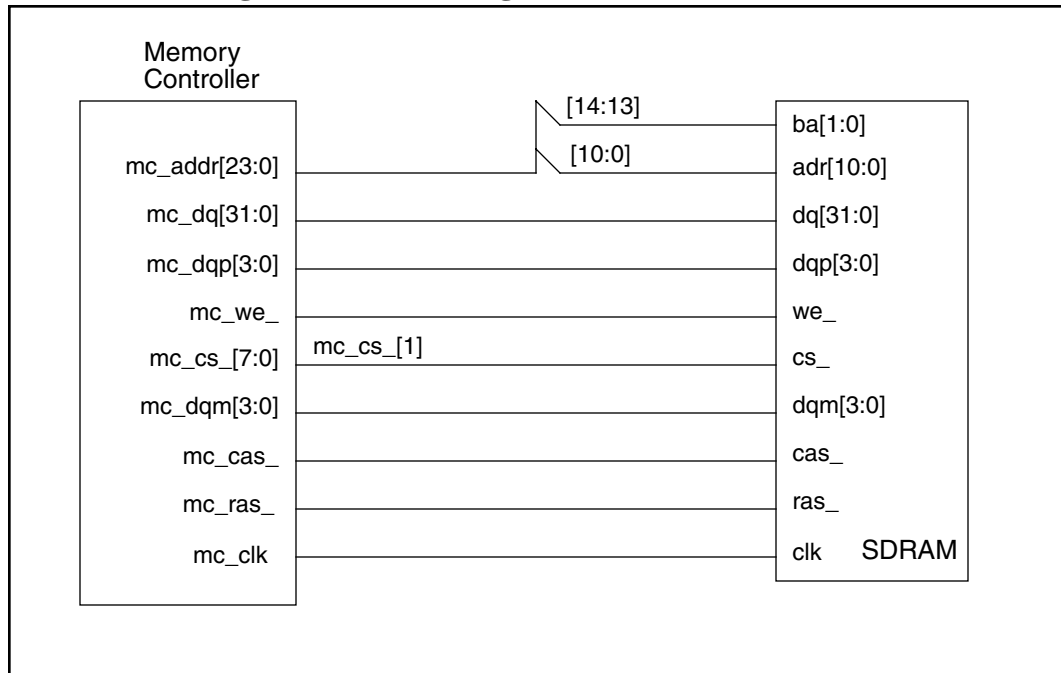 Memory
Controller
[14:13]
ba[1:0]
mc_addr[23:0]
[10:0]
adr[10:0]
mc_dq[31:0]
dq[31:0]
mc_dqp[3:0]
dqp[3:0]
mc_we_
we_
mc_cs_[7:0]
mc_cs_[1]
cs_
mc_dqm[3:0]
dqm[3:0]
mc_cas_
cas_
mc_ras_
ras_
mc_clk
clk
SDRAM